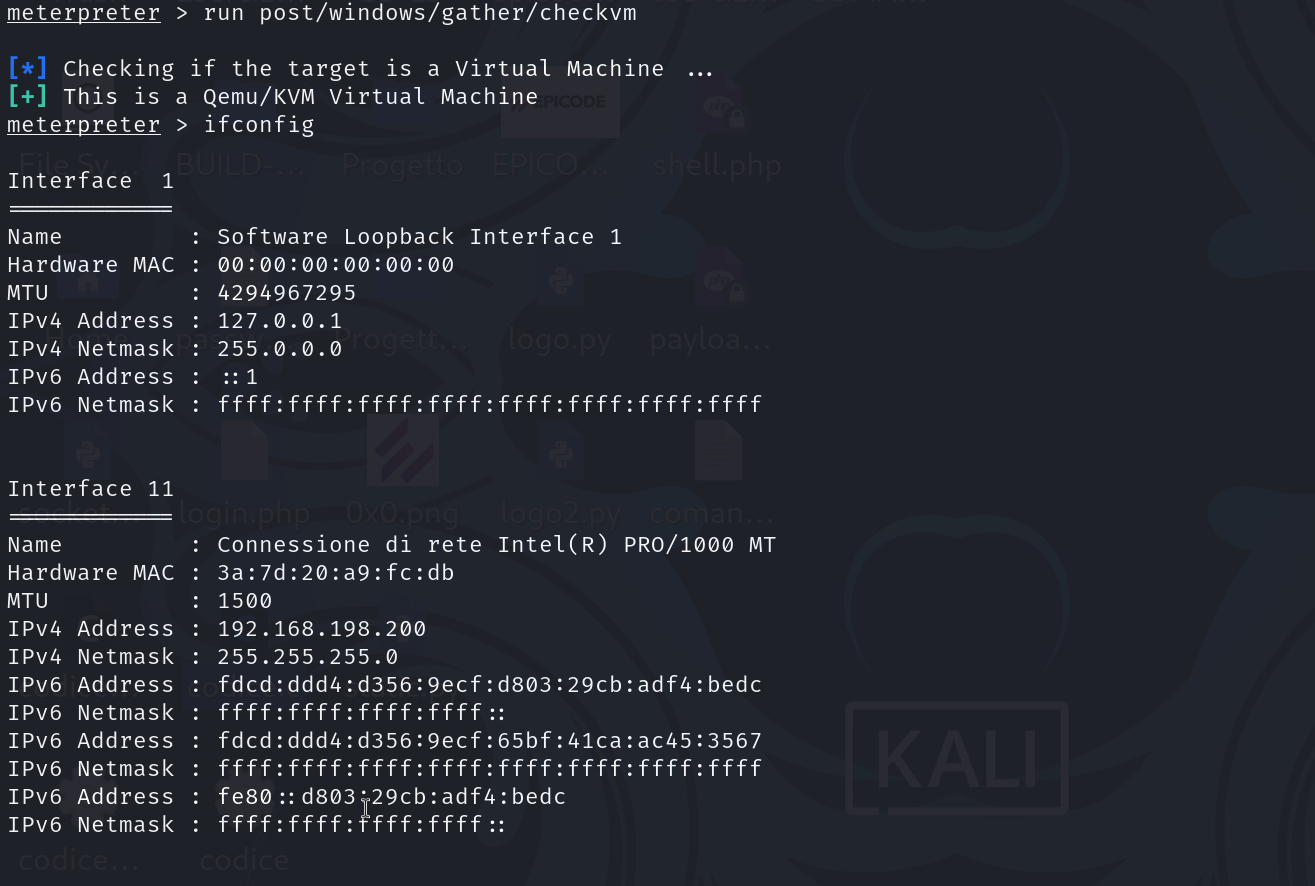 meterpreter > run post/windows/gather/checkvm
[*] Checking if the target is a Virtual Machine ...
[+] This is a Qemu/KVM Virtual Machine
EPICODE
meterpreter > ifconfig
File Sy... BUILD-... Progetto EPICO... shell.php
Interface  1
============
Name         : Software Loopback Interface 1
Hardware MAC : 00:00:00:00:00:00
MTU          : 4294967295
IPv4 Address : 127.0.0.1
Home Progett... logo.py payloa...
IPv4 Netmask : 255.0.0.0
IPv6 Address : ::1
IPv6 Netmask : ffff:ffff:ffff:ffff:ffff:ffff:ffff:ffff
Interface 11
============
login.php 0x0.png logo2.py coman...
Name         : Connessione di rete Intel(R) PRO/1000 MT
Hardware MAC : 3a:7d:20:a9:fc:db
MTU          : 1500
IPv4 Address : 192.168.198.200
IPv4 Netmask : 255.255.255.0
IPv6 Address : fdcd:ddd4:d356:9ecf:d803:29cb:adf4:bedc
IPv6 Netmask : ffff:ffff:ffff:ffff::
IPv6 Address : fdcd:ddd4:d356:9ecf:65bf:41ca:ac45:3567
IPv6 Netmask : ffff:ffff:ffff:ffff:ffff:ffff:ffff:ffff
IPv6 Address : fe80::d803:29cb:adf4:bedc
IPv6 Netmask : ffff:ffff:ffff:ffff::
KALI
codice... codice